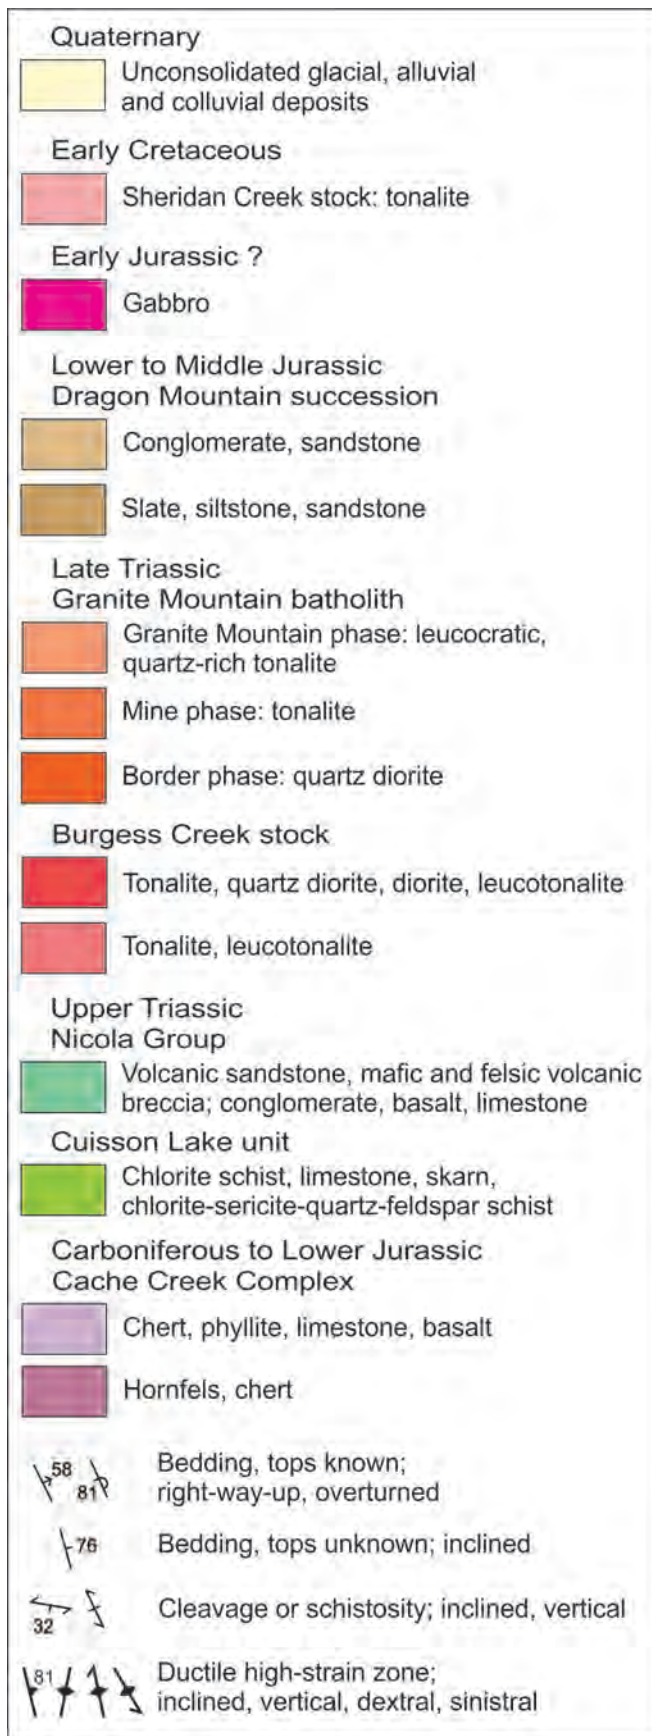 Quaternary
Unconsolidated glacial, alluvial
and colluvial deposits
Early Cretaceous
Sheridan Creek stock: tonalite
Early Jurassic ?
Gabbro
Lower to Middle Jurassic
Dragon Mountain succession
Conglomerate, sandstone
Slate, siltstone, sandstone
Late Triassic
Granite Mountain batholith
Granite Mountain phase: leucocratic,
quartz-rich tonalite
Mine phase: tonalite
Border phase: quartz diorite
Burgess Creek stock
Tonalite, quartz diorite, diorite, leucotonalite
Tonalite, leucotonalite
Upper Triassic
Nicola Group
Volcanic sandstone, mafic and felsic volcanic
breccia; conglomerate, basalt, limestone
Cuisson Lake unit
Chlorite schist, limestone, skarn,
chlorite-sericite-quartz-feldspar schist
Carboniferous to Lower Jurassic
Cache Creek Complex
Chert, phyllite, limestone, basalt
Hornfels, chert
58
81
Bedding, tops known;
right-way-up, overturned
76
Bedding, tops unknown; inclined
32
Cleavage or schistosity; inclined, vertical
81
Ductile high-strain zone;
inclined, vertical, dextral, sinistral